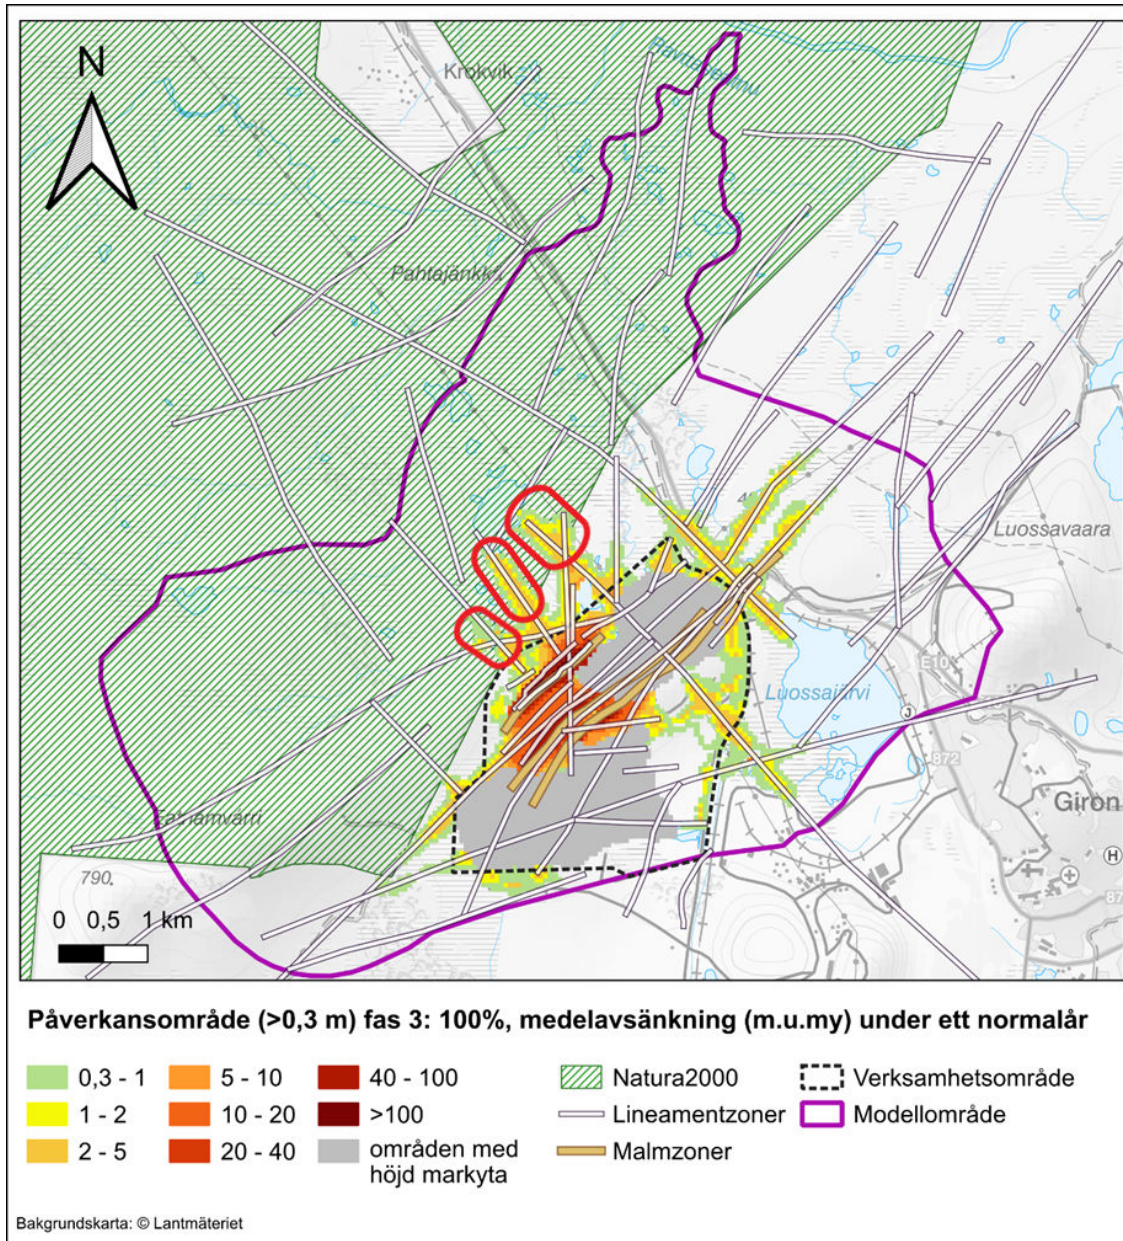 N
Krokvik
Pahtajänkkä
Luossavaara
Luossajärvi
E10
J
872
Giron
H
790.
0 0,5 1 km
Påverkansområde (>0,3 m) fas 3: 100%, medelavsänkning (m.u.my) under ett normalår
0,3 - 1
1 - 2
2 - 5
5 - 10
10 - 20
20 - 40
40 - 100
>100
områden med
höjd markyta
Natura2000
Lineamentzoner
Malmzoner
Verksamhetsområde
Modellområde
Bakgrundskarta: © Lantmäteriet